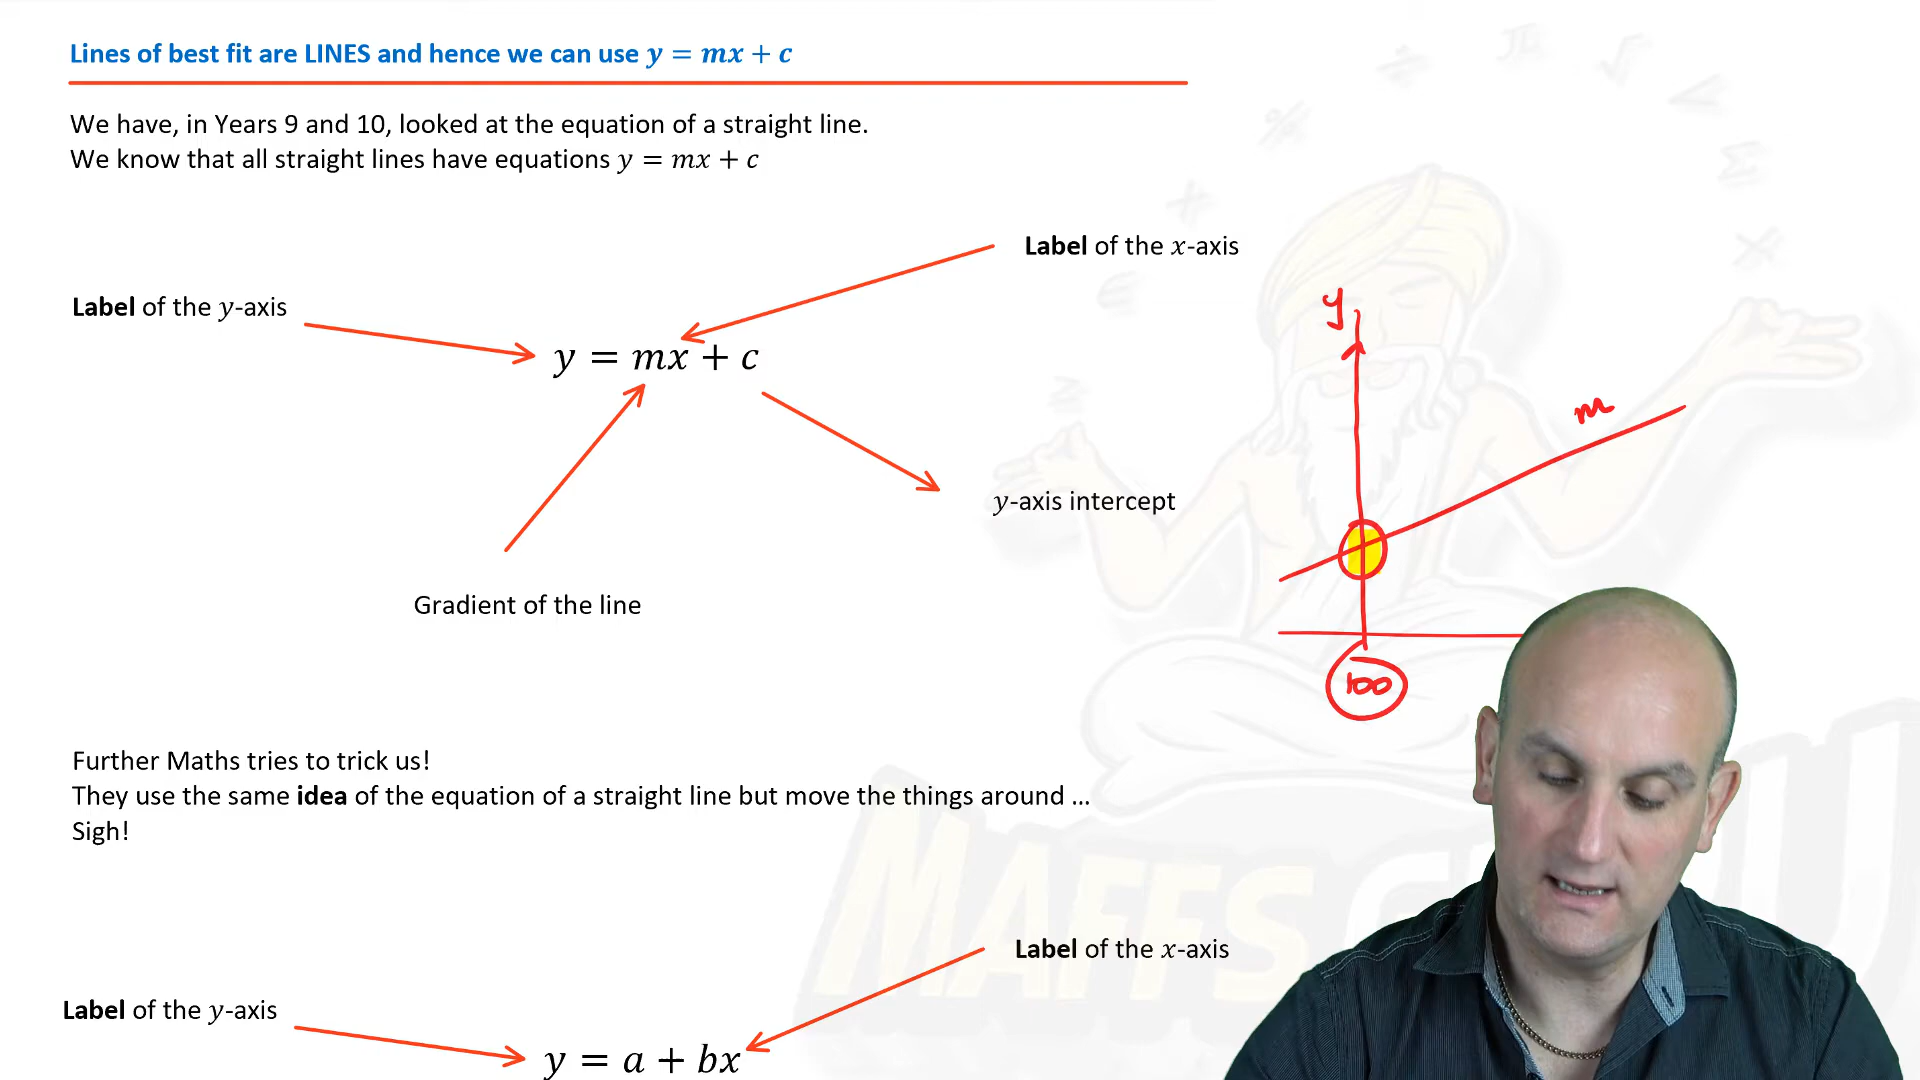 Lines of best fit are LINES and hence we can use y = mx + c
We have, in Years 9 and 10, looked at the equation of a straight line.
We know that all straight lines have equations y = mx + c
Label of the x-axis
Label of the y-axis
y = mx + c
y
m
y-axis intercept
Gradient of the line
100
Further Maths tries to trick us!
They use the same idea of the equation of a straight line but move the things around ...
Sigh!
MAFFS
Label of the x-axis
Label of the y-axis
y = a + bx